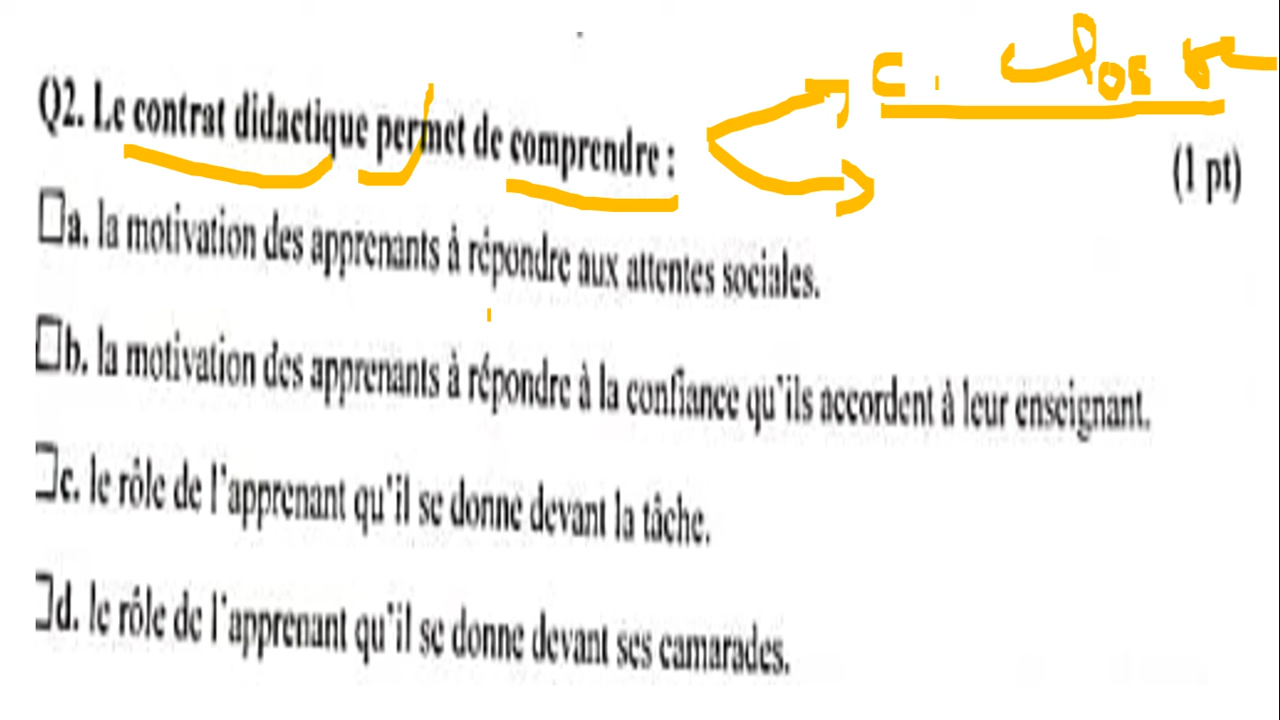 Q2. Le contrat didactique permet de comprendre :
(1 pt)
a. la motivation des apprenants à répondre aux attentes sociales.
b. la motivation des apprenants à répondre à la confiance qu'ils accordent à leur enseignant.
c. le rôle de l'apprenant qu'il se donne devant la tâche.
d. le rôle de l'apprenant qu'il se donne devant ses camarades.